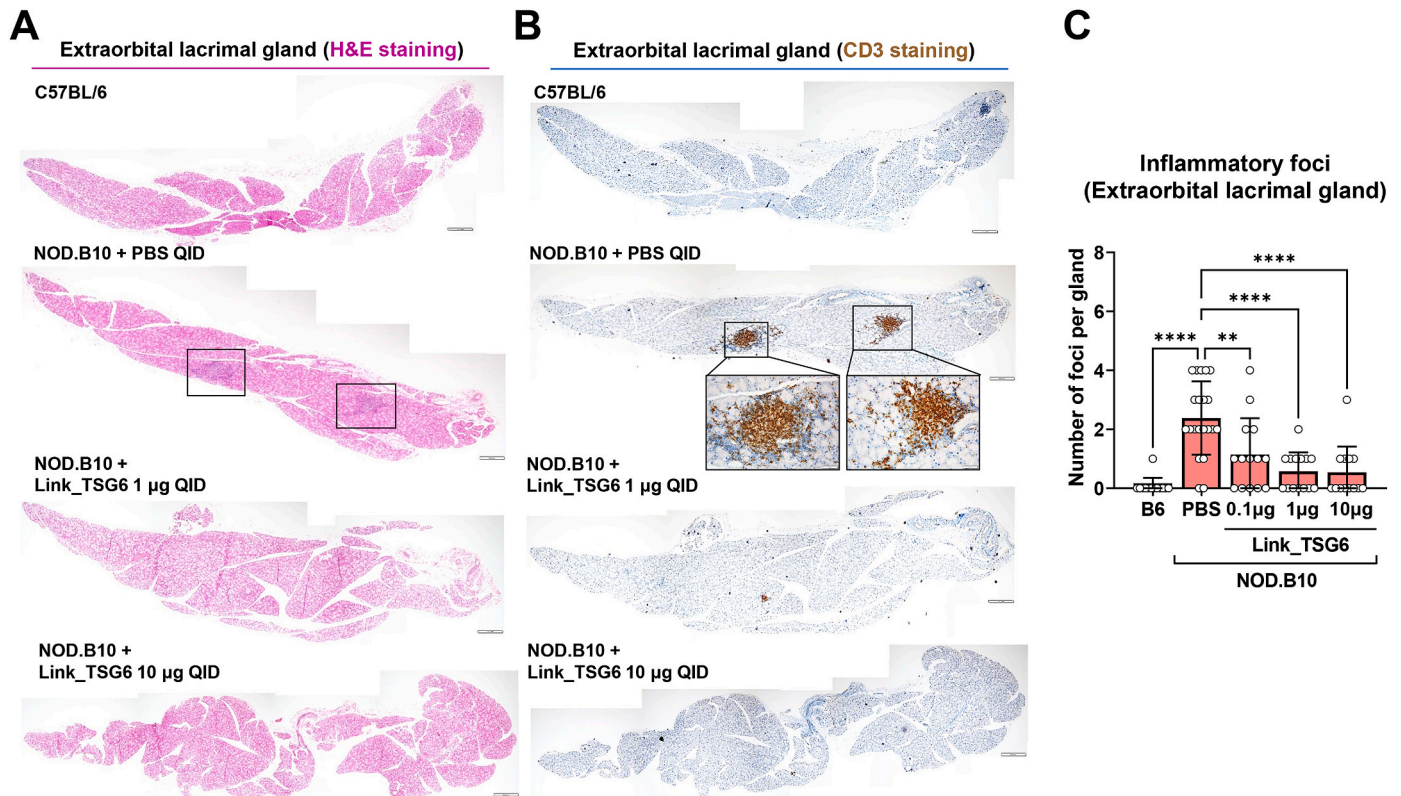 A
Extraorbital lacrimal gland (H&E staining)
C57BL/6
NOD.B10 + PBS QID
NOD.B10 +
Link_TSG6 1 µg QID
NOD.B10 +
Link_TSG6 10 µg QID
B
Extraorbital lacrimal gland (CD3 staining)
C57BL/6
NOD.B10 + PBS QID
NOD.B10 +
Link_TSG6 1 µg QID
NOD.B10 +
Link_TSG6 10 µg QID
C
Inflammatory foci
(Extraorbital lacrimal gland)
Number of foci per gland
8
6
4
2
0
****
****
**** **
B6 PBS 0.1µg 1µg 10µg
Link_TSG6
NOD.B10